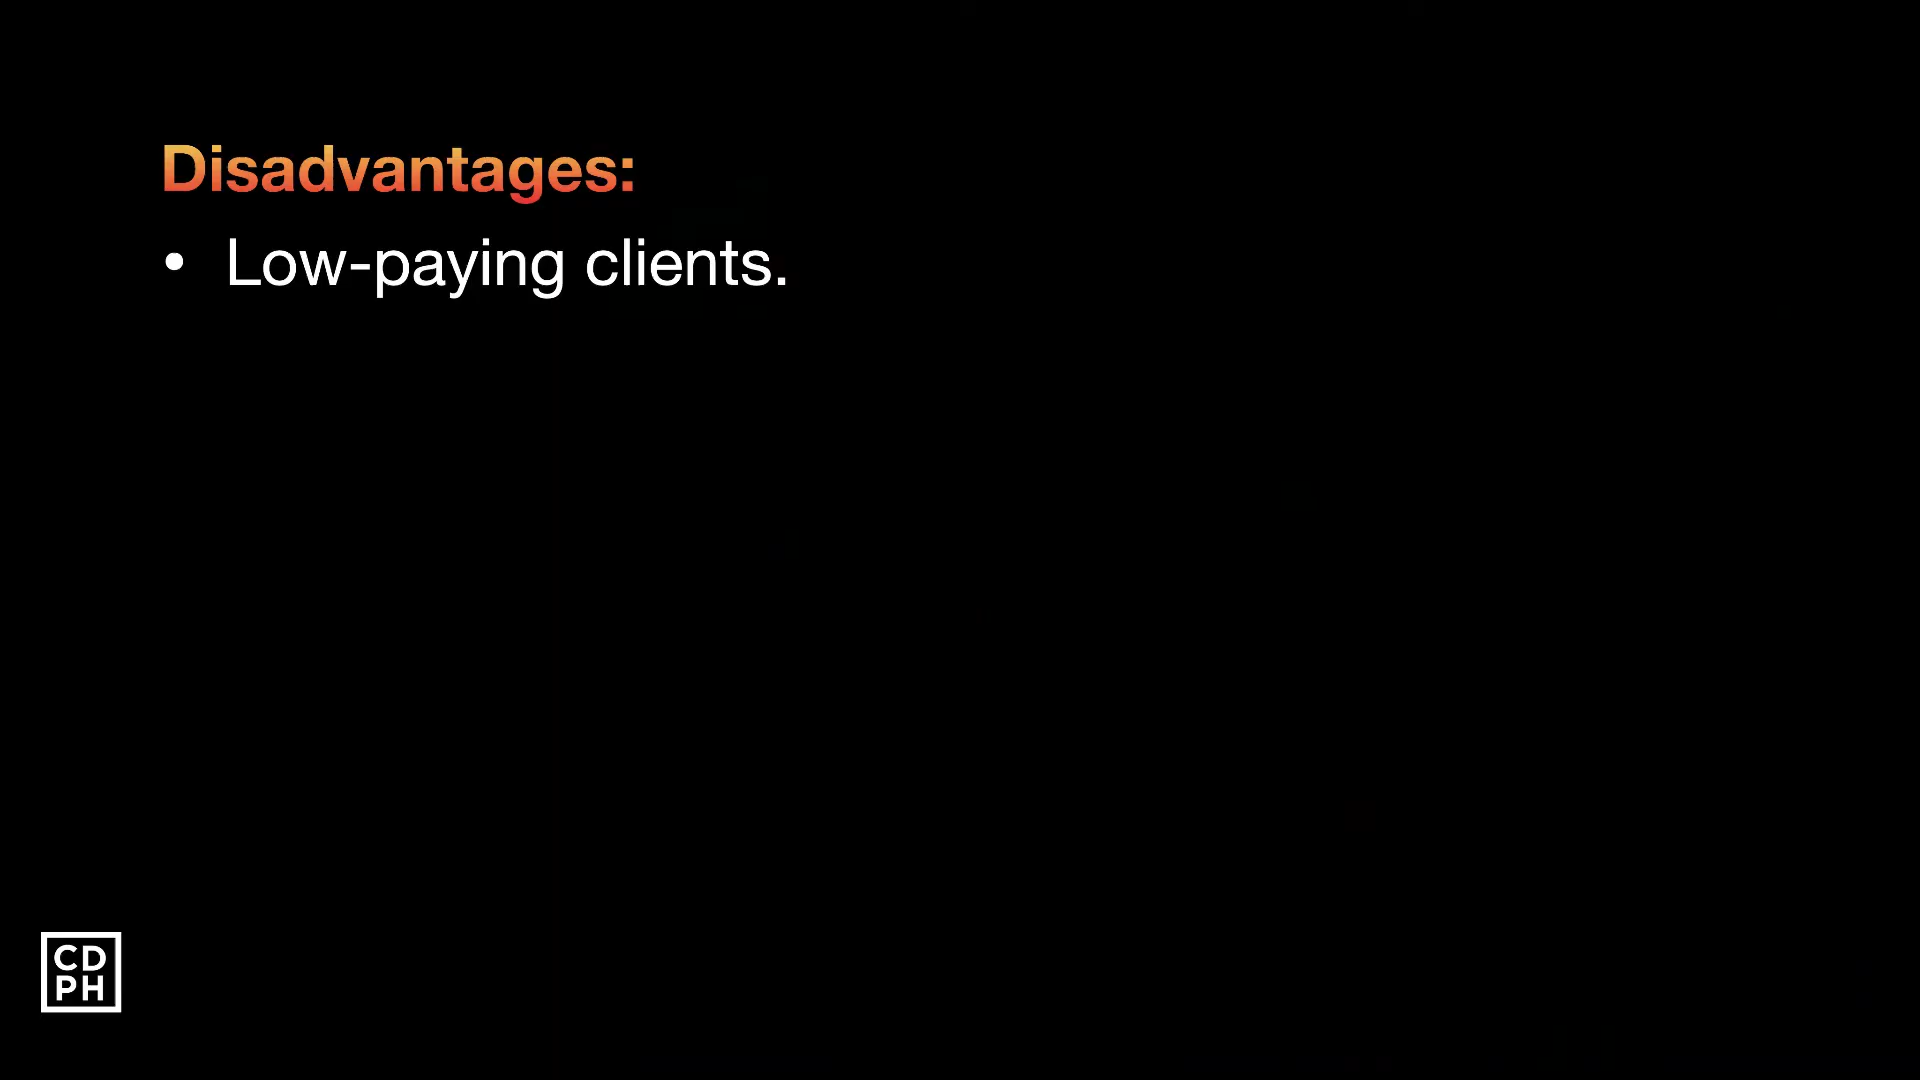 Disadvantages:
• Low-paying clients.
CD
PH